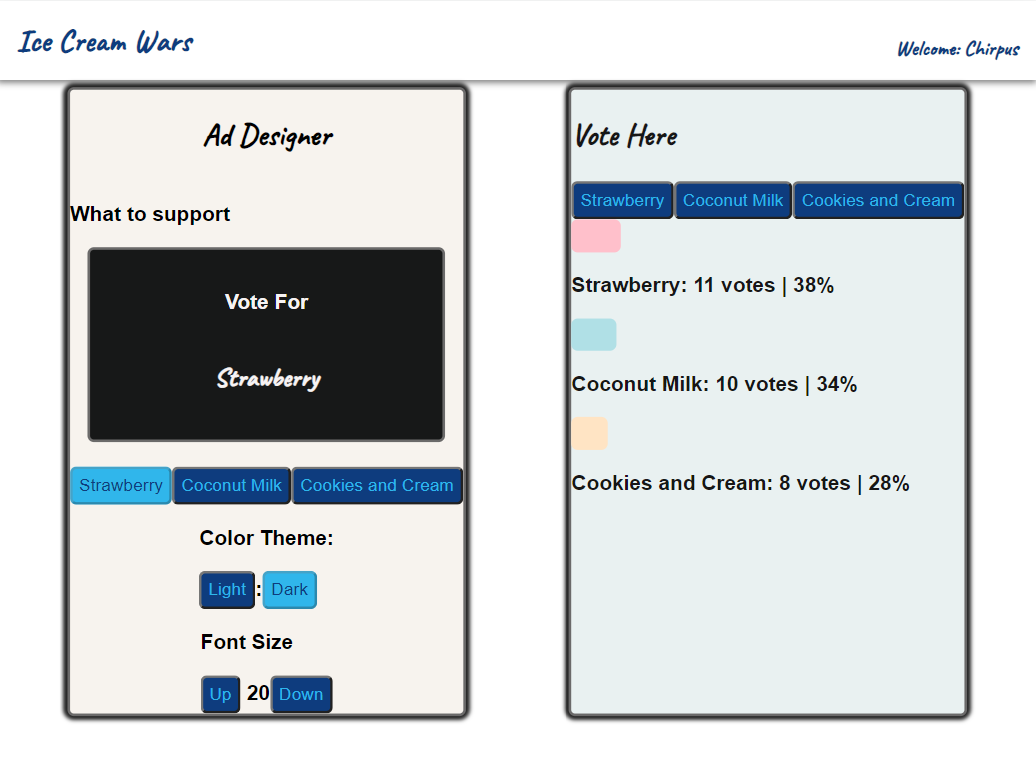 Ice Cream Wars
Welcome: Chirpus
Ad Designer
What to support
Vote For
Strawberry
Strawberry Coconut Milk Cookies and Cream
Color Theme:
Light : Dark
Font Size
Up 20 Down
Vote Here
Strawberry Coconut Milk Cookies and Cream
Strawberry: 11 votes | 38%
Coconut Milk: 10 votes | 34%
Cookies and Cream: 8 votes | 28%